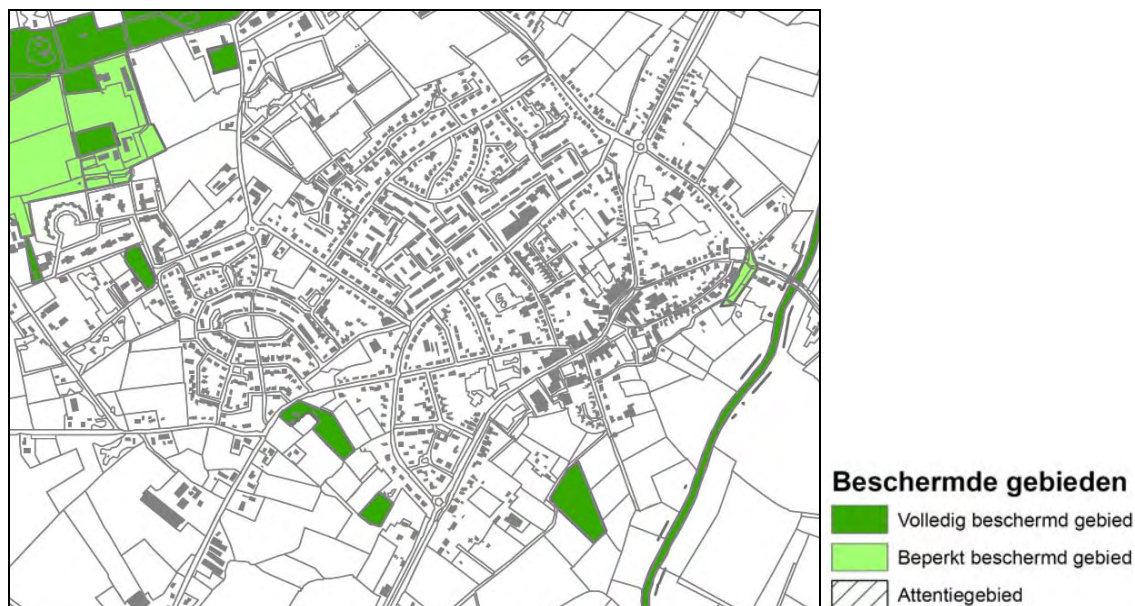 Beschermde gebieden
Volledig beschermd gebied
Beperkt beschermd gebied
Attentiegebied